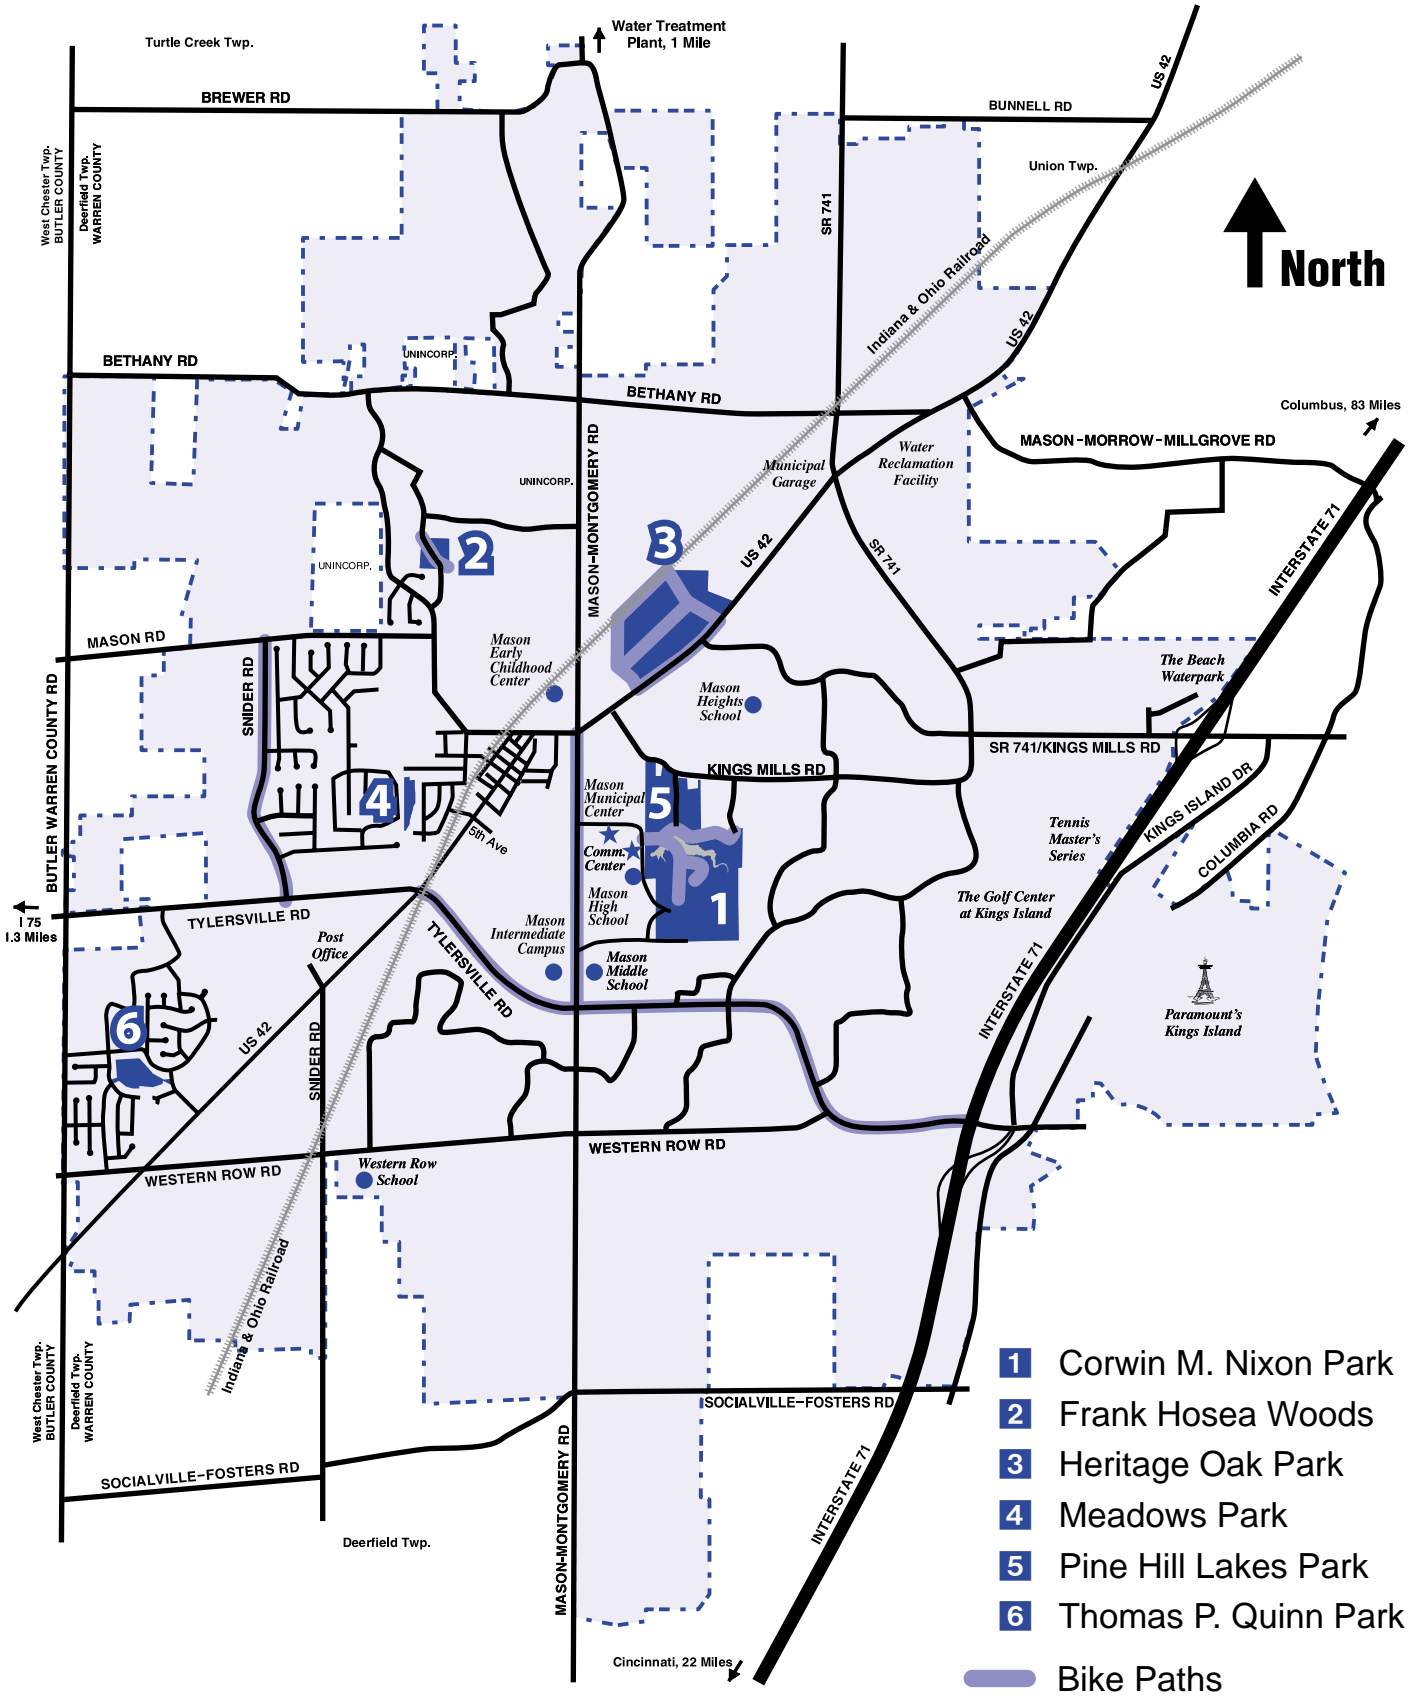 Turtle Creek Twp.
Water Treatment
Plant, 1 Mile
US 42
BREWER RD
BUNNELL RD
West Chester Twp.
BUTLER COUNTY
Deerfield Twp.
WARREN COUNTY
Union Twp.
SR 741
Indiana & Ohio Railroad
North
US 42
BETHANY RD
UNINCORP.
BETHANY RD
Columbus, 83 Miles
MASON-MORROW-MILLGROVE RD
MASON-MONTGOMERY RD
Water
Reclamation
Facility
Municipal
Garage
UNINCORP.
INTERSTATE 71
2
3
US 42
SR 741
UNINCORP.
MASON RD
Mason
Early
Childhood
Center
SNIDER RD
Mason
Heights
School
The Beach
Waterpark
BUTLER WARREN COUNTY RD
SR 741/KINGS MILLS RD
KINGS MILLS RD
KINGS ISLAND DR
COLUMBIA RD
4
Mason
Municipal
Center
5
5th Ave
Comm.
Center
Tennis
Master's
Series
Mason
High
School
1
The Golf Center
at Kings Island
I 75
1.3 Miles
TYLERSVILLE RD
Post
Office
TYLERSVILLE RD
Mason
Intermediate
Campus
Mason
Middle
School
INTERSTATE 71
Paramount's
Kings Island
6
US 42
SNIDER RD
WESTERN ROW RD
WESTERN ROW RD
Western Row
School
Indiana & Ohio Railroad
West Chester Twp.
BUTLER COUNTY
Deerfield Twp.
WARREN COUNTY
SOCIALVILLE-FOSTERS RD
SOCIALVILLE-FOSTERS RD
MASON-MONTGOMERY RD
INTERSTATE 71
Deerfield Twp.
Cincinnati, 22 Miles
1 Corwin M. Nixon Park
2 Frank Hosea Woods
3 Heritage Oak Park
4 Meadows Park
5 Pine Hill Lakes Park
6 Thomas P. Quinn Park
Bike Paths